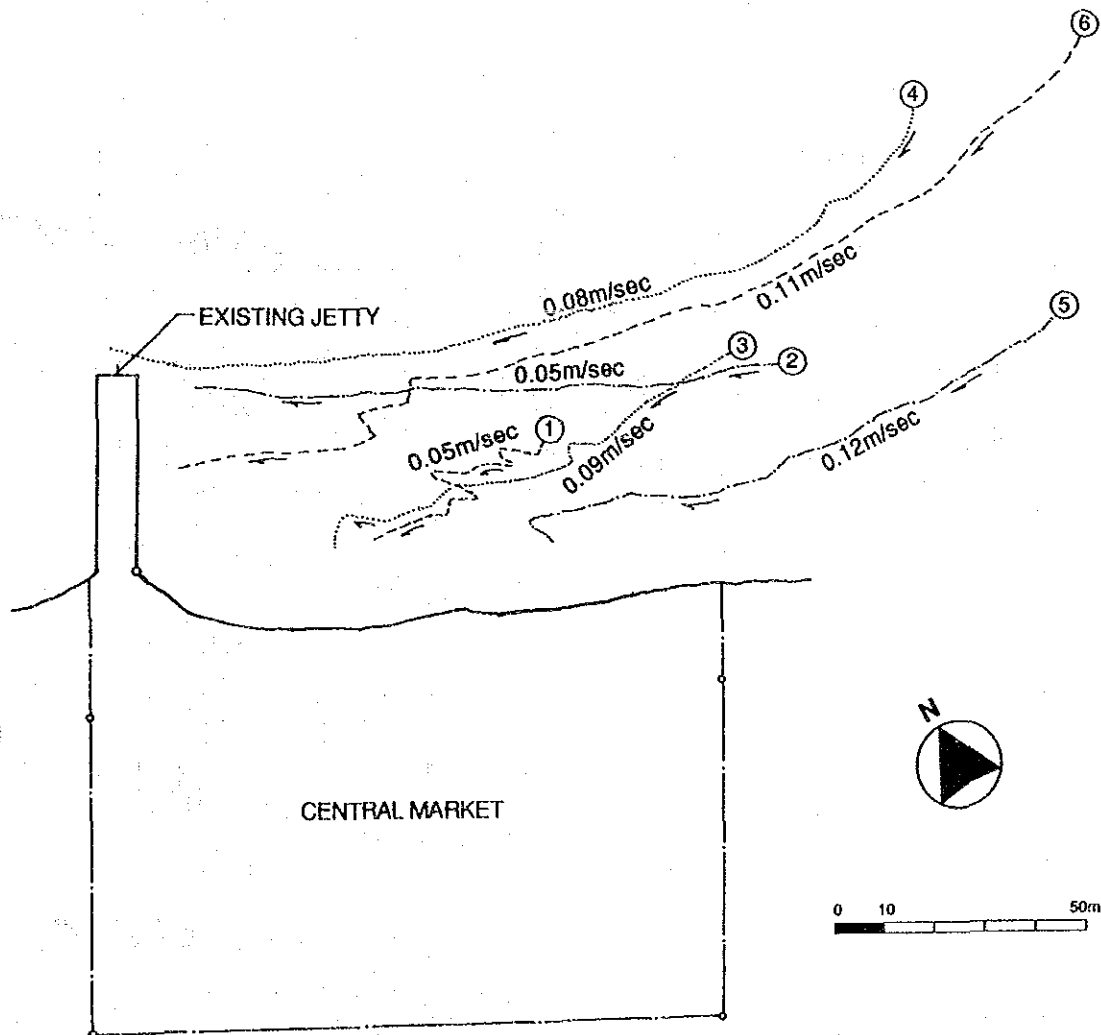 ⑥
④
0.08m/sec
0.11m/sec
EXISTING JETTY
⑤
③
②
0.05m/sec
①
0.05m/sec
0.09m/sec
0.12m/sec
N
CENTRAL MARKET
0 10 50m